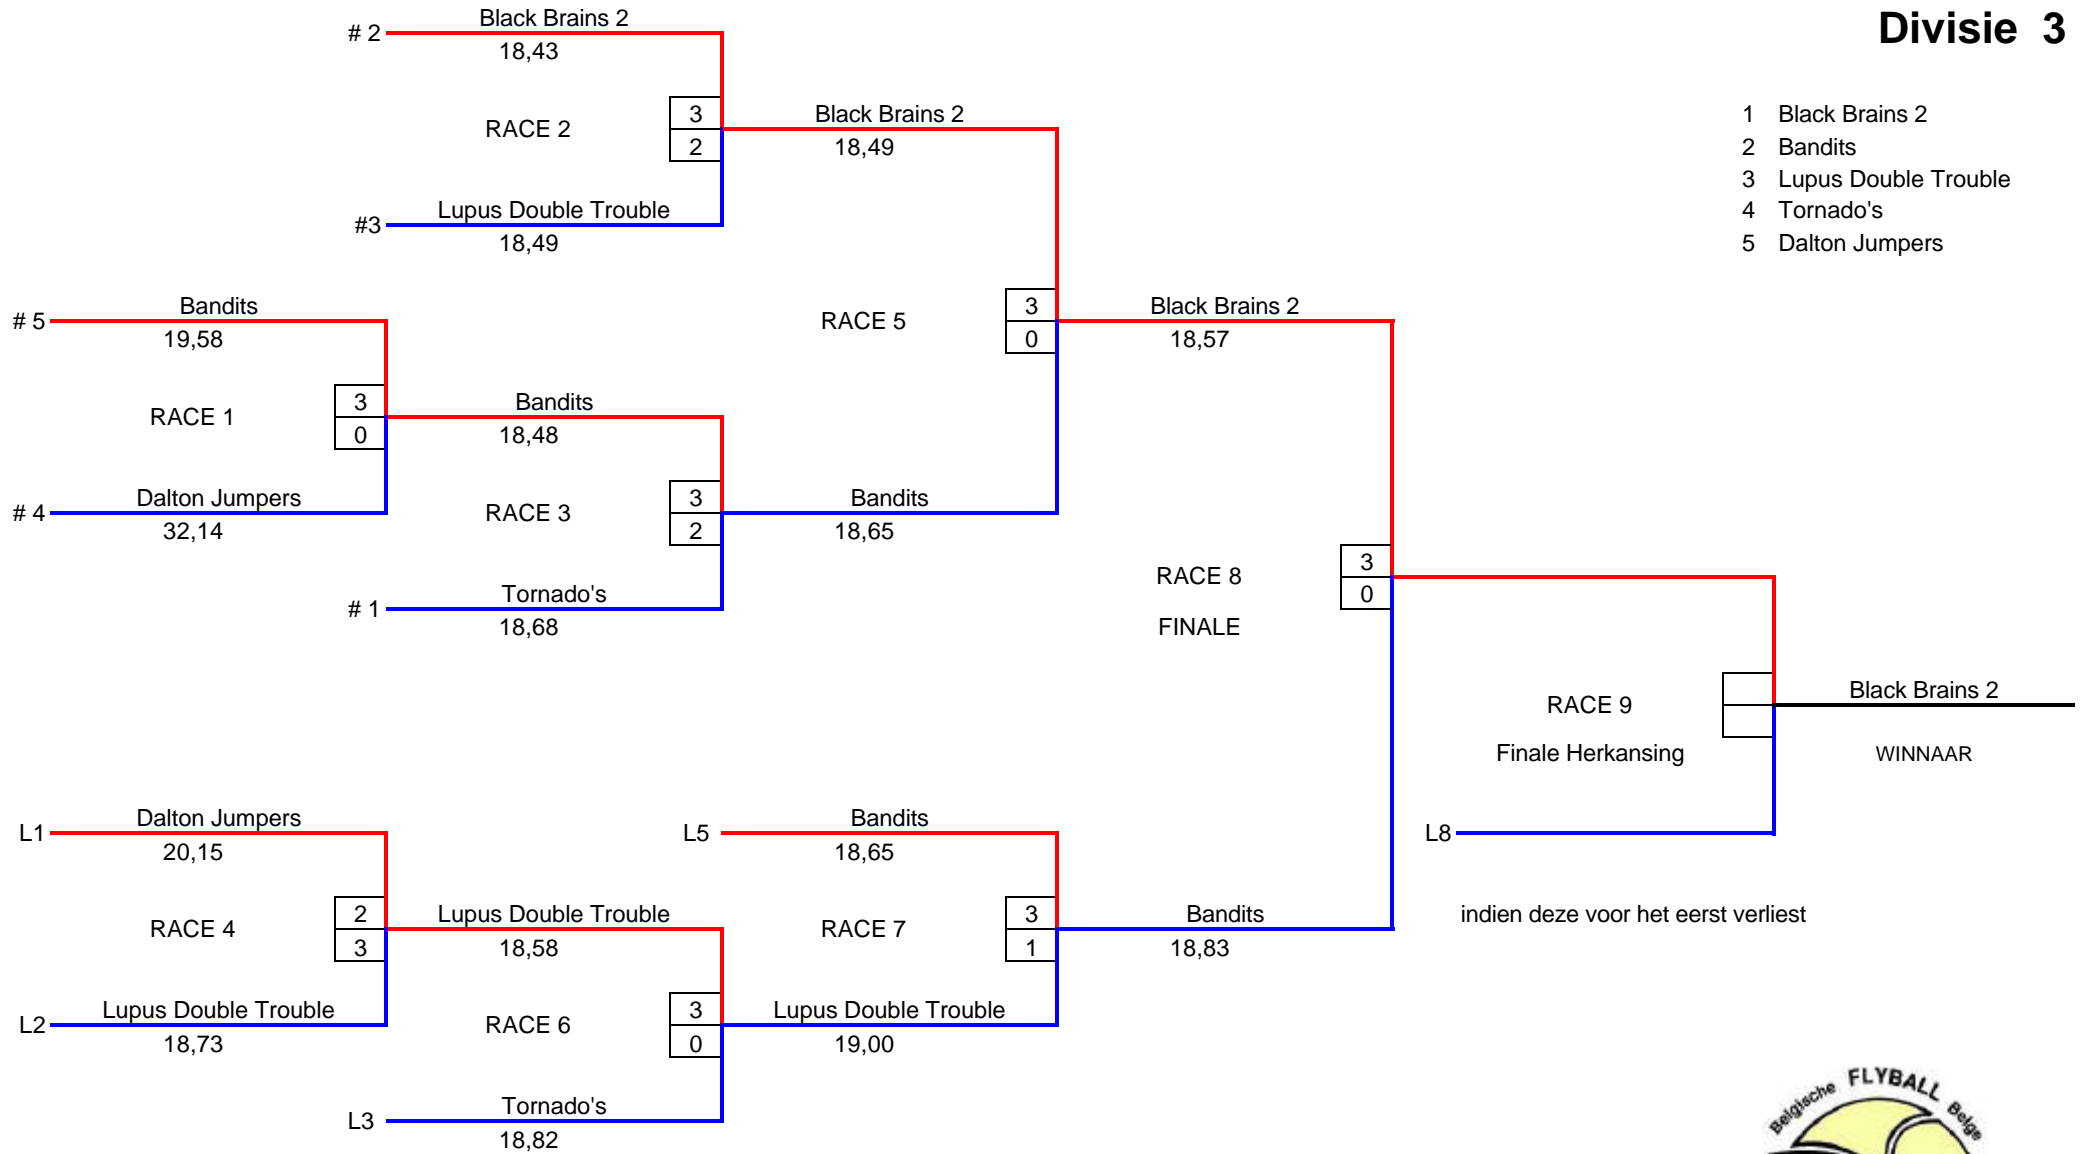 Divisie 3
# 2
Black Brains 2
18,43
RACE 2
3
2
#3
Lupus Double Trouble
18,49
Black Brains 2
18,49
1 Black Brains 2
2 Bandits
3 Lupus Double Trouble
4 Tornado's
5 Dalton Jumpers
# 5
Bandits
19,58
RACE 1
3
0
# 4
Dalton Jumpers
32,14
Bandits
18,48
RACE 3
3
2
# 1
Tornado's
18,68
RACE 5
3
0
Bandits
18,65
Black Brains 2
18,57
RACE 8
3
0
FINALE
RACE 9
Finale Herkansing
Black Brains 2
WINNAAR
L8
indien deze voor het eerst verliest
L1
Dalton Jumpers
20,15
RACE 4
2
3
L2
Lupus Double Trouble
18,73
Lupus Double Trouble
18,58
RACE 6
3
0
L3
Tornado's
18,82
L5
Bandits
18,65
RACE 7
3
1
Lupus Double Trouble
19,00
Bandits
18,83
Belgische FLYBALL Belge